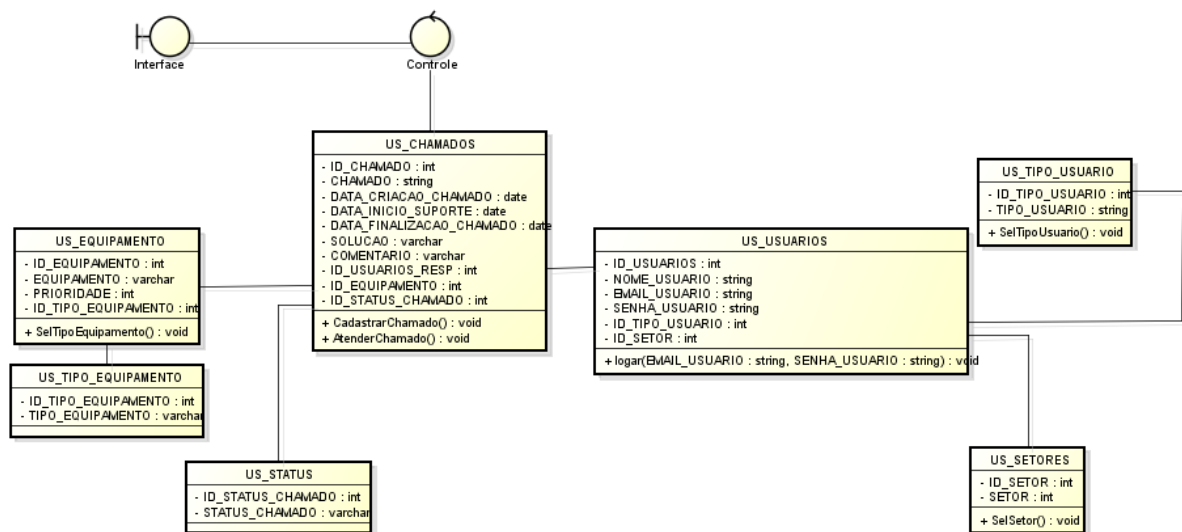 Interface
Controle
US_CHAMADOS
- ID_CHAMADO : int
- CHAMADO : string
- DATA_CRIACAO_CHAMADO : date
- DATA_INICIO_SUPORTE : date
- DATA_FINALIZACAO_CHAMADO : date
- SOLUCAO : varchar
- COMENTARIO : varchar
- ID_USUARIOS_RESP : int
- ID_EQUIPAMENTO : int
- ID_STATUS_CHAMADO : int
+ CadastrarChamado() : void
+ AtenderChamado() : void
US_TIPO_USUARIO
- ID_TIPO_USUARIO : int
- TIPO_USUARIO : string
+ SelTipoUsuario() : void
US_EQUIPAMENTO
- ID_EQUIPAMENTO : int
- EQUIPAMENTO : varchar
- PRIORIDADE : int
- ID_TIPO_EQUIPAMENTO : int
+ SelTipoEquipamento() : void
US_USUARIOS
- ID_USUARIOS : int
- NOME_USUARIO : string
- EMAIL_USUARIO : string
- SENHA_USUARIO : string
- ID_TIPO_USUARIO : int
- ID_SETOR : int
+ logar(EMAIL_USUARIO : string, SENHA_USUARIO : string) : void
US_TIPO_EQUIPAMENTO
- ID_TIPO_EQUIPAMENTO : int
- TIPO_EQUIPAMENTO : varchar
US_STATUS
- ID_STATUS_CHAMADO : int
- STATUS_CHAMADO : varchar
US_SETORES
- ID_SETOR : int
- SETOR : int
+ SelSetor() : void